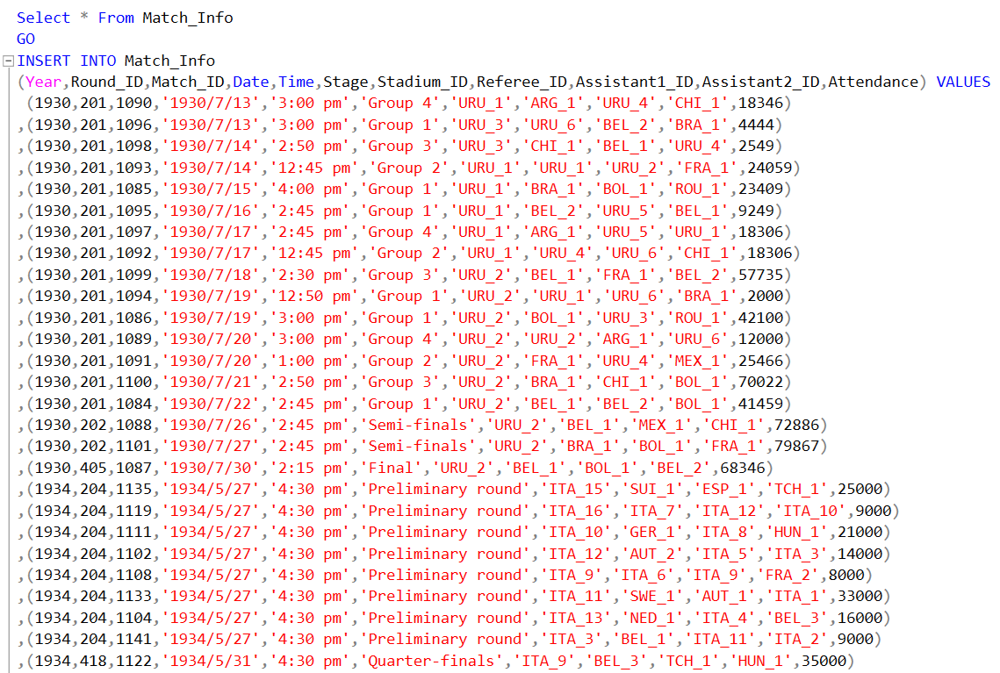 Select * From Match_Info
GO
INSERT INTO Match_Info
(Year,Round_ID,Match_ID,Date,Time,Stage,Stadium_ID,Referee_ID,Assistant1_ID,Assistant2_ID,Attendance) VALUES
(1930,201,1090,'1930/7/13','3:00 pm','Group 4','URU_1','ARG_1','URU_4','CHI_1',18346)
,(1930,201,1096,'1930/7/13','3:00 pm','Group 1','URU_3','URU_6','BEL_2','BRA_1',4444)
,(1930,201,1098,'1930/7/14','2:50 pm','Group 3','URU_3','CHI_1','BEL_1','URU_4',2549)
,(1930,201,1093,'1930/7/14','12:45 pm','Group 2','URU_1','URU_1','URU_2','FRA_1',24059)
,(1930,201,1085,'1930/7/15','4:00 pm','Group 1','URU_1','BRA_1','BOL_1','ROU_1',23409)
,(1930,201,1095,'1930/7/16','2:45 pm','Group 1','URU_1','BEL_2','URU_5','BEL_1',9249)
,(1930,201,1097,'1930/7/17','2:45 pm','Group 4','URU_1','ARG_1','URU_5','URU_1',18306)
,(1930,201,1092,'1930/7/17','12:45 pm','Group 2','URU_1','URU_4','URU_6','CHI_1',18306)
,(1930,201,1099,'1930/7/18','2:30 pm','Group 3','URU_2','BEL_1','FRA_1','BEL_2',57735)
,(1930,201,1094,'1930/7/19','12:50 pm','Group 1','URU_2','URU_1','URU_6','BRA_1',2000)
,(1930,201,1086,'1930/7/19','3:00 pm','Group 1','URU_2','BOL_1','URU_3','ROU_1',42100)
,(1930,201,1089,'1930/7/20','3:00 pm','Group 4','URU_2','URU_2','ARG_1','URU_6',12000)
,(1930,201,1091,'1930/7/20','1:00 pm','Group 2','URU_2','FRA_1','URU_4','MEX_1',25466)
,(1930,201,1100,'1930/7/21','2:50 pm','Group 3','URU_2','BRA_1','CHI_1','BOL_1',70022)
,(1930,201,1084,'1930/7/22','2:45 pm','Group 1','URU_2','BEL_1','BEL_2','BOL_1',41459)
,(1930,202,1088,'1930/7/26','2:45 pm','Semi-finals','URU_2','BEL_1','MEX_1','CHI_1',72886)
,(1930,202,1101,'1930/7/27','2:45 pm','Semi-finals','URU_2','BRA_1','BOL_1','FRA_1',79867)
,(1930,405,1087,'1930/7/30','2:15 pm','Final','URU_2','BEL_1','BOL_1','BEL_2',68346)
,(1934,204,1135,'1934/5/27','4:30 pm','Preliminary round','ITA_15','SUI_1','ESP_1','TCH_1',25000)
,(1934,204,1119,'1934/5/27','4:30 pm','Preliminary round','ITA_16','ITA_7','ITA_12','ITA_10',9000)
,(1934,204,1111,'1934/5/27','4:30 pm','Preliminary round','ITA_10','GER_1','ITA_8','HUN_1',21000)
,(1934,204,1102,'1934/5/27','4:30 pm','Preliminary round','ITA_12','AUT_2','ITA_5','ITA_3',14000)
,(1934,204,1108,'1934/5/27','4:30 pm','Preliminary round','ITA_9','ITA_6','ITA_9','FRA_2',8000)
,(1934,204,1133,'1934/5/27','4:30 pm','Preliminary round','ITA_11','SWE_1','AUT_1','ITA_1',33000)
,(1934,204,1104,'1934/5/27','4:30 pm','Preliminary round','ITA_13','NED_1','ITA_4','BEL_3',16000)
,(1934,204,1141,'1934/5/27','4:30 pm','Preliminary round','ITA_3','BEL_1','ITA_11','ITA_2',9000)
,(1934,418,1122,'1934/5/31','4:30 pm','Quarter-finals','ITA_9','BEL_3','TCH_1','HUN_1',35000)